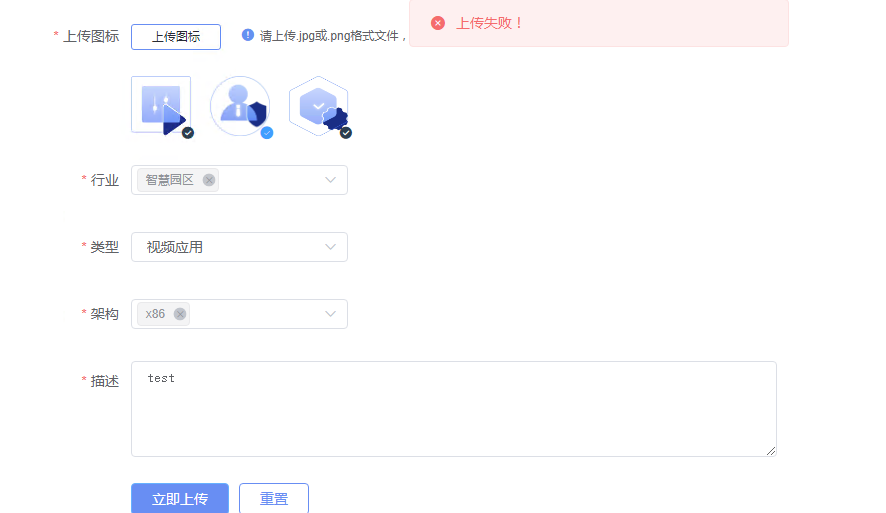 上传失败！
* 上传图标
上传图标
请上传.jpg或.png格式文件，
* 行业
智慧园区
* 类型
视频应用
* 架构
x86
* 描述
test
立即上传
重置